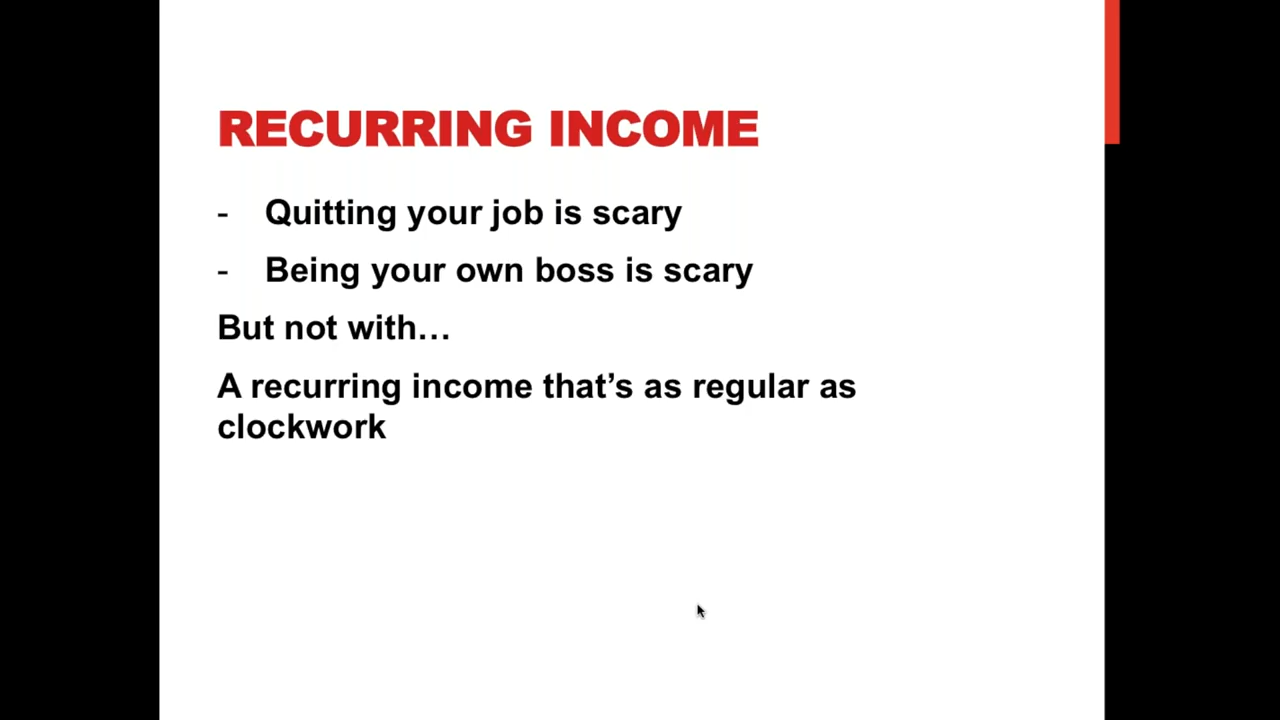 RECURRING INCOME
- Quitting your job is scary
- Being your own boss is scary
But not with…
A recurring income that’s as regular as
clockwork